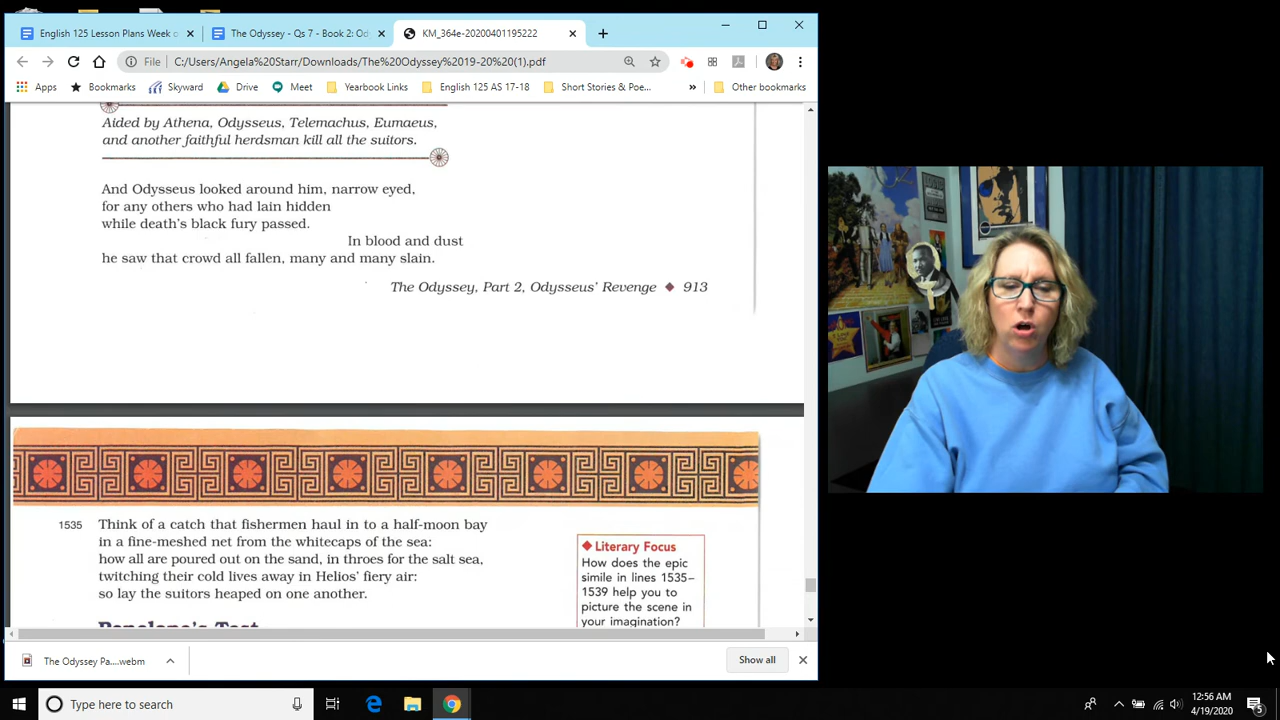 English 125 Lesson Plans Week o
The Odyssey - Qs 7 - Book 2: Od
KM_364e-20200401195222
File
C:/Users/Angela%20Starr/Downloads/The%20Odyssey%2019-20%20(1).pdf
Apps
Bookmarks
Skyward
Drive
Meet
Yearbook Links
English 125 AS 17-18
Short Stories & Poe...
»
Other bookmarks
Aided by Athena, Odysseus, Telemachus, Eumaeus,
and another faithful herdsman kill all the suitors.
And Odysseus looked around him, narrow eyed,
for any others who had lain hidden
while death's black fury passed.
In blood and dust
he saw that crowd all fallen, many and many slain.
The Odyssey, Part 2, Odysseus' Revenge ◆ 913
1535 Think of a catch that fishermen haul in to a half-moon bay
in a fine-meshed net from the whitecaps of the sea:
how all are poured out on the sand, in throes for the salt sea,
twitching their cold lives away in Helios' fiery air:
so lay the suitors heaped on one another.
◆ Literary Focus
How does the epic
simile in lines 1535–
1539 help you to
picture the scene in
your imagination?
Penelope's Test
The Odyssey Pa....webm
Show all
Type here to search
12:56 AM
4/19/2020
5